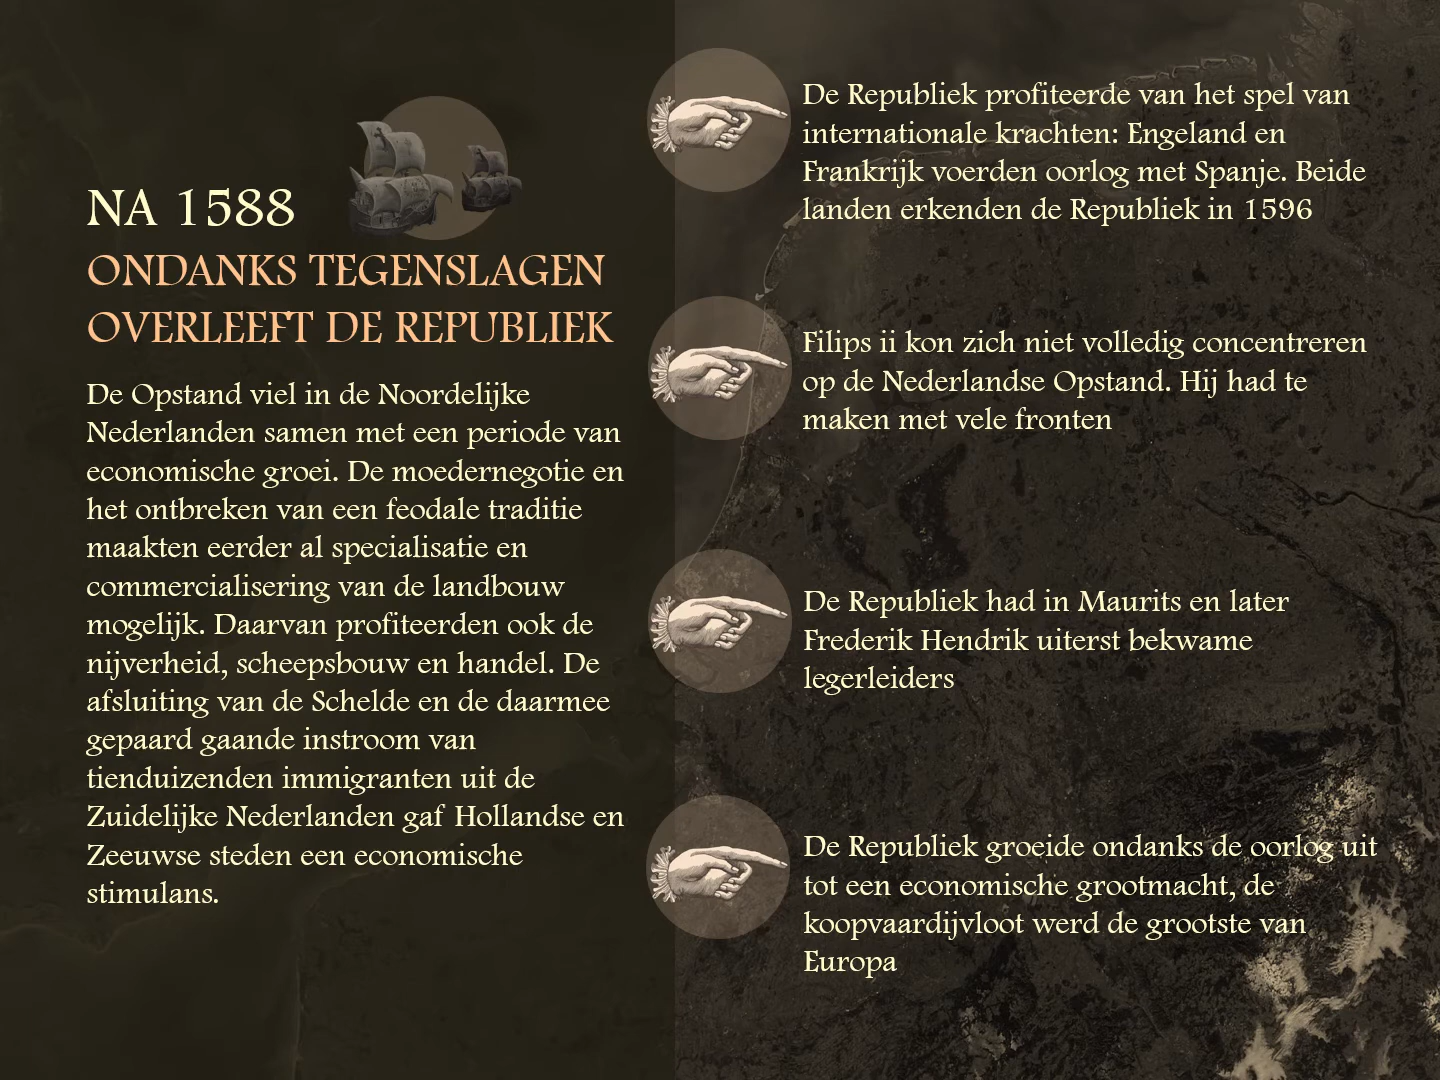 NA 1588
ONDANKS TEGENSLAGEN
OVERLEEFT DE REPUBLIEK
De Opstand viel in de Noordelijke
Nederlanden samen met een periode van
economische groei. De moedernegotie en
het ontbreken van een feodale traditie
maakten eerder al specialisatie en
commercialisering van de landbouw
mogelijk. Daarvan profiteerden ook de
nijverheid, scheepsbouw en handel. De
afsluiting van de Schelde en de daarmee
gepaard gaande instroom van
tienduizenden immigranten uit de
Zuidelijke Nederlanden gaf Hollandse en
Zeeuwse steden een economische
stimulans.
De Republiek profiteerde van het spel van
internationale krachten: Engeland en
Frankrijk voerden oorlog met Spanje. Beide
landen erkenden de Republiek in 1596
Filips ii kon zich niet volledig concentreren
op de Nederlandse Opstand. Hij had te
maken met vele fronten
De Republiek had in Maurits en later
Frederik Hendrik uiterst bekwame
legerleiders
De Republiek groeide ondanks de oorlog uit
tot een economische grootmacht, de
koopvaardijvloot werd de grootste van
Europa